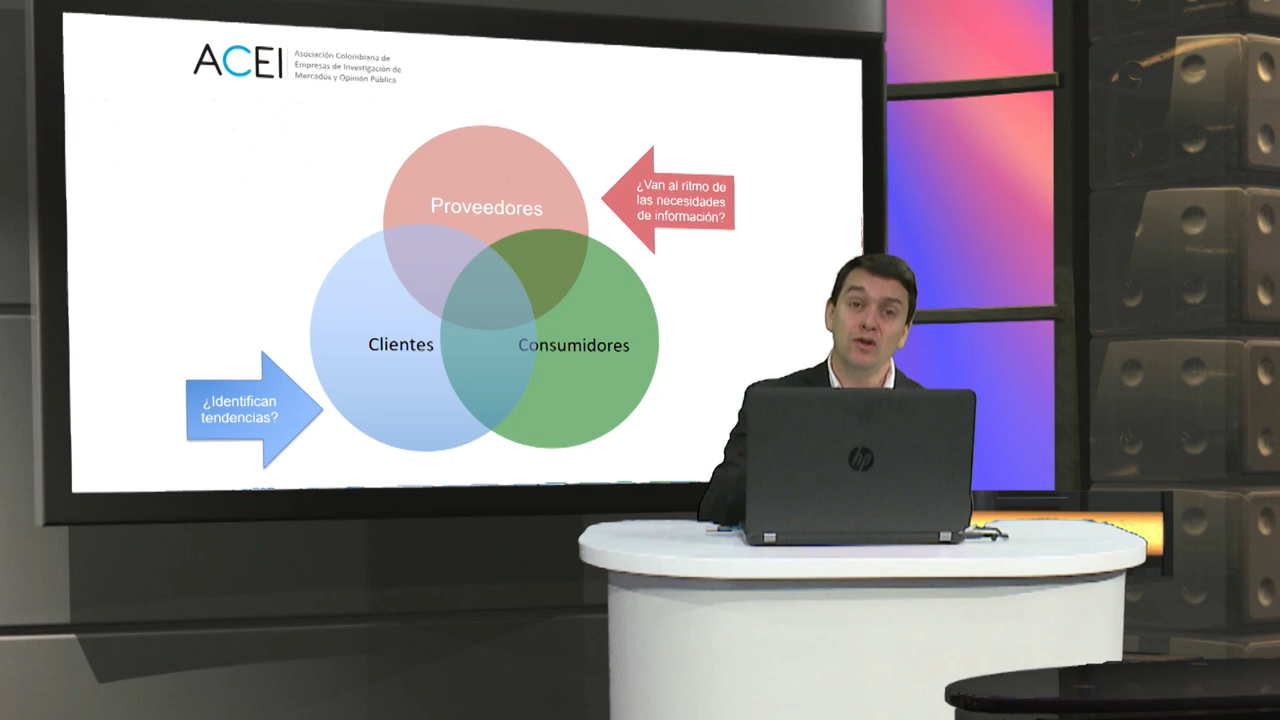 ACEI
Asociación Colombiana de
Empresas de Investigación de
Mercados y Opinión Pública
Proveedores
¿Van al ritmo de
las necesidades
de información?
Clientes
Consumidores
¿Identifican
tendencias?
hp